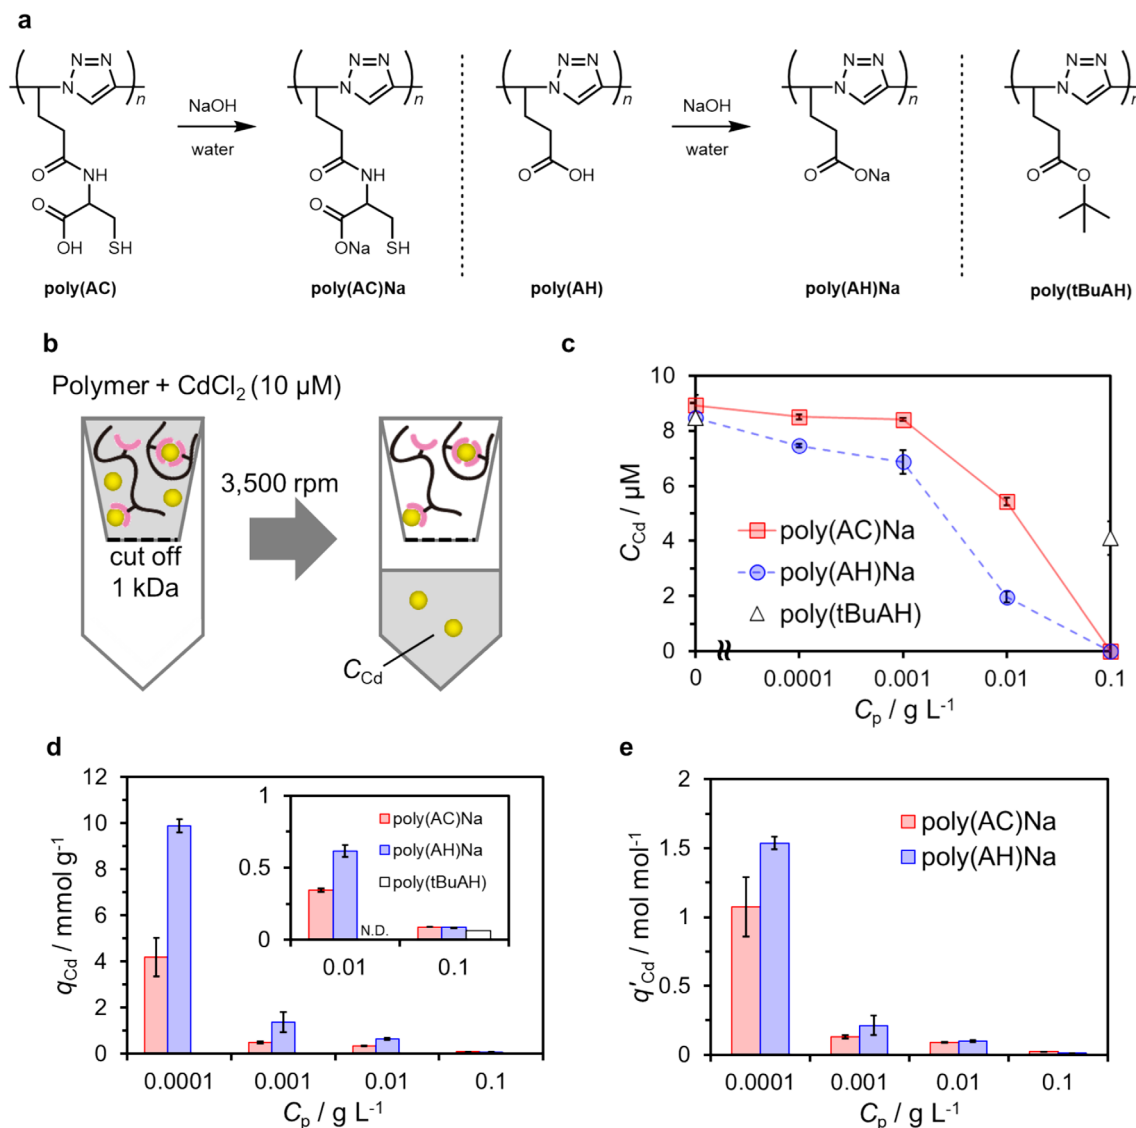 a
N=N
N
n
O
NH
O
OH
SH
poly(AC)
NaOH
water
N=N
N
n
O
NH
O
ONa
SH
poly(AC)Na
N=N
N
n
O
OH
poly(AH)
NaOH
water
N=N
N
n
O
ONa
poly(AH)Na
N=N
N
n
O
O
poly(tBuAH)
b
Polymer + CdCl2 (10 μM)
cut off
1 kDa
3,500 rpm
CCd
c
CCd / μM
10
8
6
4
2
0
poly(AC)Na
poly(AH)Na
poly(tBuAH)
0 0.0001 0.001 0.01 0.1
Cp / g L-1
d
qCd / mmol g-1
12
10
8
6
4
2
0
1
0.5
0
poly(AC)Na
poly(AH)Na
poly(tBuAH)
N.D.
0.01 0.1
0.0001 0.001 0.01 0.1
Cp / g L-1
e
q'Cd / mol mol-1
2
1.5
1
0.5
0
poly(AC)Na
poly(AH)Na
0.0001 0.001 0.01 0.1
Cp / g L-1